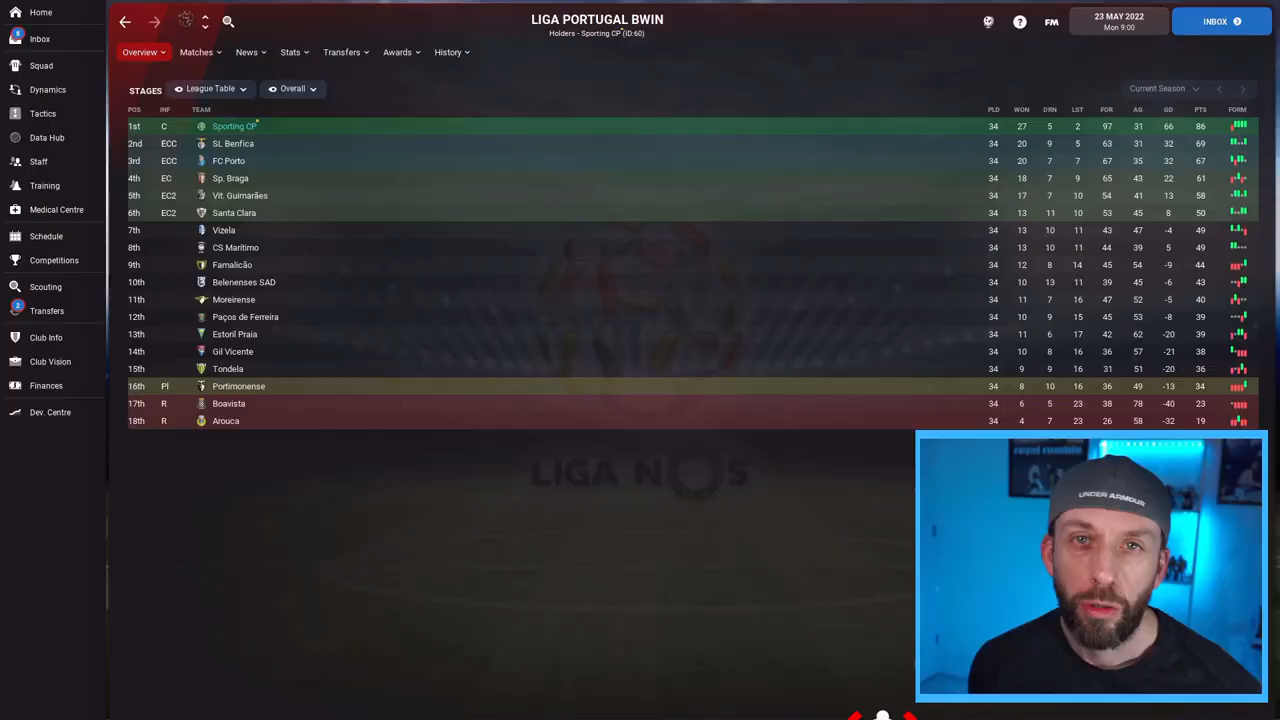 Home
LIGA PORTUGAL BWIN
Holders - Sporting CP (ID:60)
FM
23 MAY 2022
Mon 9:00
INBOX
8
Inbox
Overview
Matches
News
Stats
Transfers
Awards
History
Squad
Dynamics
Tactics
Data Hub
Staff
Training
Medical Centre
Schedule
Competitions
Scouting
2
Transfers
Club Info
Club Vision
Finances
Dev. Centre
STAGES
League Table
Overall
Current Season
POS INF TEAM PLD WON DRN LST FOR AG GD PTS FORM
1st C Sporting CP 34 27 5 2 97 31 66 86
2nd ECC SL Benfica 34 20 9 5 63 31 32 69
3rd ECC FC Porto 34 20 7 7 67 35 32 67
4th EC Sp. Braga 34 18 7 9 65 43 22 61
5th EC2 Vit. Guimarães 34 17 7 10 54 41 13 58
6th EC2 Santa Clara 34 13 11 10 53 45 8 50
7th Vizela 34 13 10 11 43 47 -4 49
8th CS Marítimo 34 13 10 11 44 39 5 49
9th Famalicão 34 12 8 14 45 54 -9 44
10th Belenenses SAD 34 10 13 11 39 45 -6 43
11th Moreirense 34 11 7 16 47 52 -5 40
12th Paços de Ferreira 34 10 9 15 45 53 -8 39
13th Estoril Praia 34 11 6 17 42 62 -20 39
14th Gil Vicente 34 10 8 16 36 57 -21 38
15th Tondela 34 9 9 16 31 51 -20 36
16th Pl Portimonense 34 8 10 16 36 49 -13 34
17th R Boavista 34 6 5 23 38 78 -40 23
18th R Arouca 34 4 7 23 26 58 -32 19
LIGA NOS
royal rumble
UNDER ARMOUR